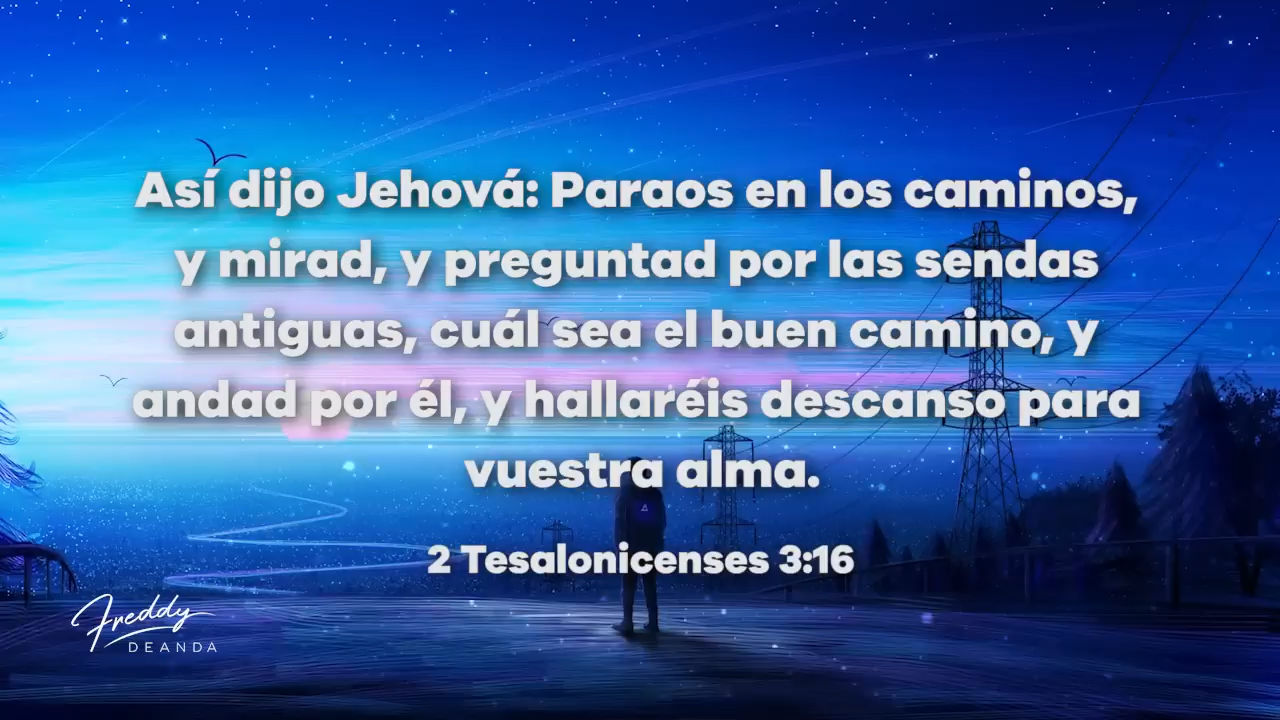 Así dijo Jehová: Paraos en los caminos,
y mirad, y preguntad por las sendas
antiguas, cuál sea el buen camino, y
andad por él, y hallaréis descanso para
vuestra alma.
2 Tesalonicenses 3:16
Freddy
DEANDA